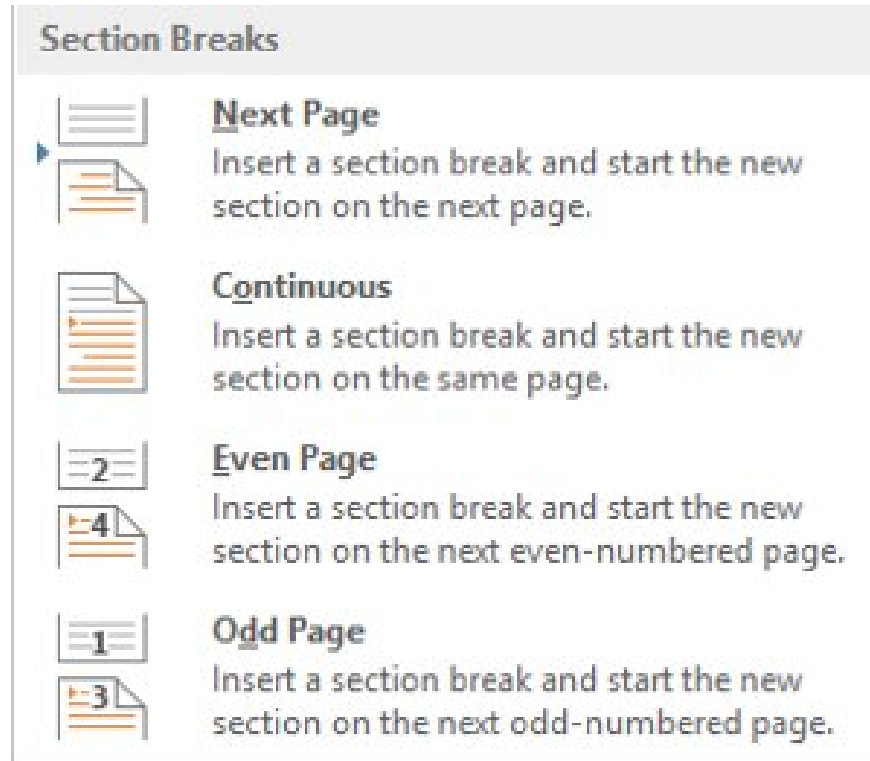 Section Breaks
Next Page
Insert a section break and start the new
section on the next page.
Continuous
Insert a section break and start the new
section on the same page.
2
Even Page
4
Insert a section break and start the new
section on the next even-numbered page.
1
Odd Page
3
Insert a section break and start the new
section on the next odd-numbered page.